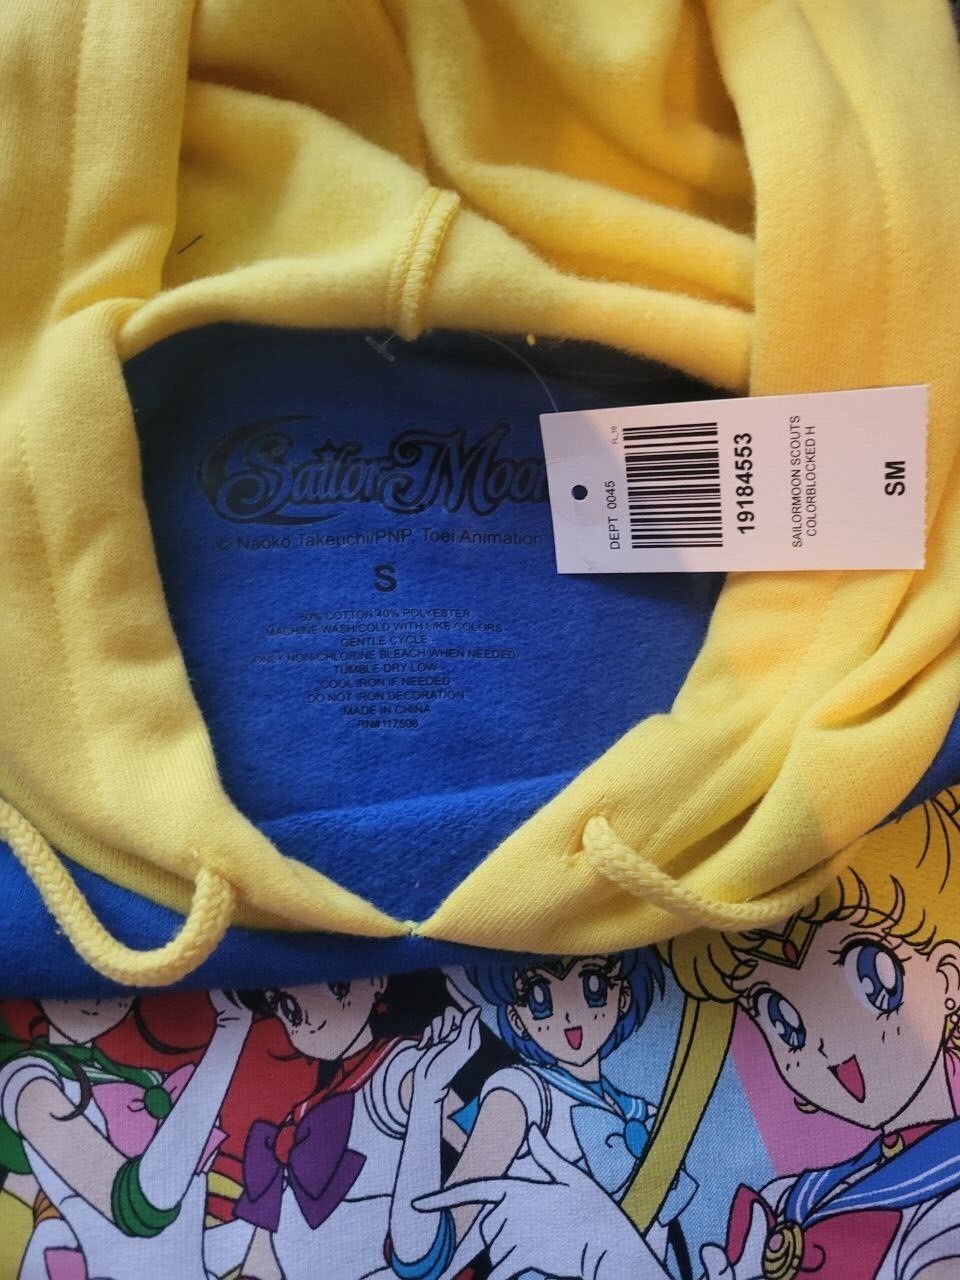 Sailor Moon
© Naoko Takeuchi/PNP, Toei Animation
S
60% COTTON 40% POLYESTER
MACHINE WASH COLD WITH LIKE COLORS
GENTLE CYCLE
ONLY NON-CHLORINE BLEACH WHEN NEEDED
TUMBLE DRY LOW
COOL IRON IF NEEDED
DO NOT IRON DECORATION
MADE IN CHINA
RN# 117508
DEPT 0045
19184553
SAILORMOON SCOUTS
COLORBLOCKED H
SM